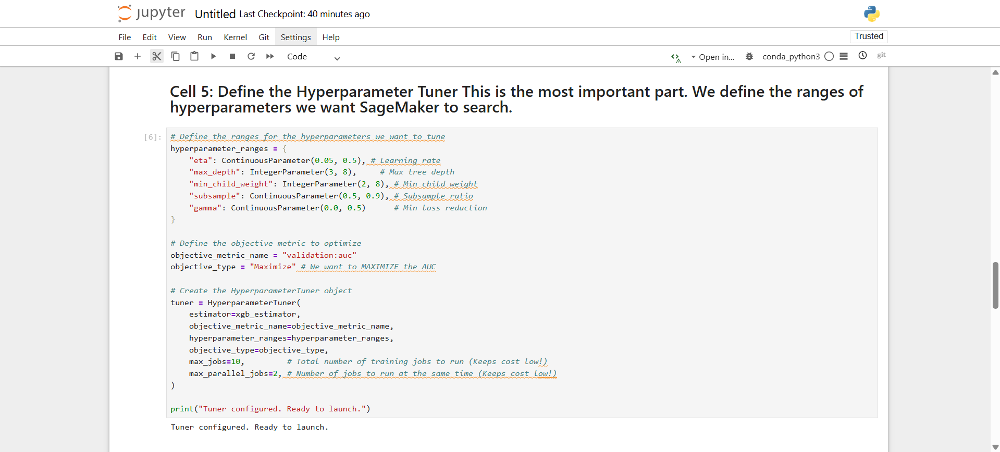 jupyter Untitled Last Checkpoint: 40 minutes ago
File Edit View Run Kernel Git Settings Help Trusted
Code Open in... conda_python3 git
Cell 5: Define the Hyperparameter Tuner This is the most important part. We define the ranges of
hyperparameters we want SageMaker to search.
[6]: # Define the ranges for the hyperparameters we want to tune
hyperparameter_ranges = {
    "eta": ContinuousParameter(0.05, 0.5), # Learning rate
    "max_depth": IntegerParameter(3, 8),     # Max tree depth
    "min_child_weight": IntegerParameter(2, 8), # Min child weight
    "subsample": ContinuousParameter(0.5, 0.9), # Subsample ratio
    "gamma": ContinuousParameter(0.0, 0.5)      # Min loss reduction
}
# Define the objective metric to optimize
objective_metric_name = "validation:auc"
objective_type = "Maximize" # We want to MAXIMIZE the AUC
# Create the HyperparameterTuner object
tuner = HyperparameterTuner(
    estimator=xgb_estimator,
    objective_metric_name=objective_metric_name,
    hyperparameter_ranges=hyperparameter_ranges,
    objective_type=objective_type,
    max_jobs=10,         # Total number of training jobs to run (Keeps cost low!)
    max_parallel_jobs=2, # Number of jobs to run at the same time (Keeps cost low!)
)
print("Tuner configured. Ready to launch.")
Tuner configured. Ready to launch.